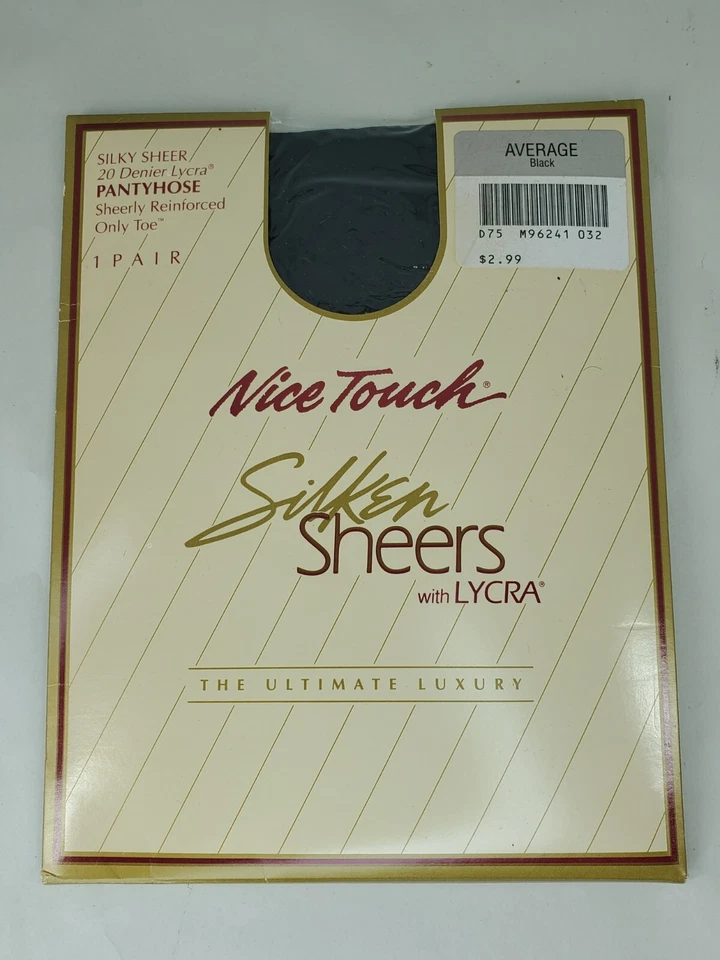 SILKY SHEER
20 Denier Lycra®
PANTYHOSE
Sheerly Reinforced
Only Toe™
1 PAIR
AVERAGE
Black
D75 M96241 032
$2.99
Nice Touch®
Silken
Sheers
with LYCRA®
THE ULTIMATE LUXURY